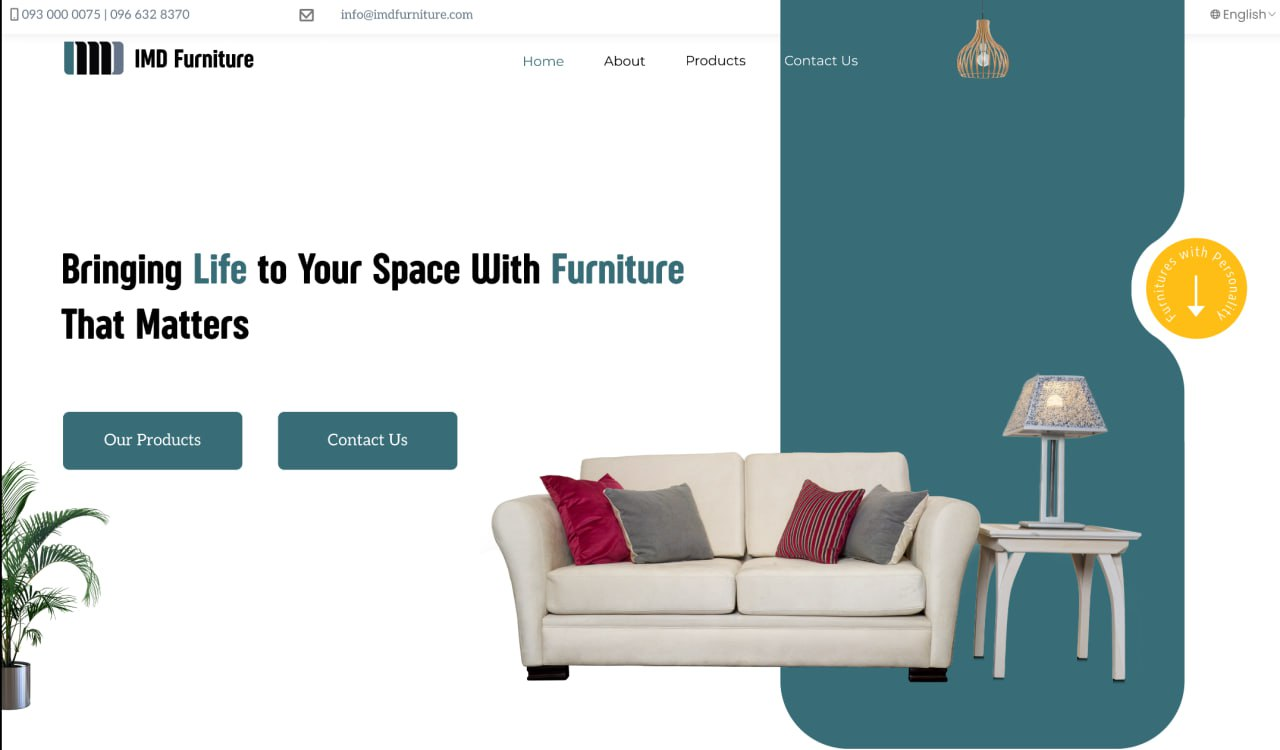 093 000 0075 | 096 632 8370
info@imdfurniture.com
English
IMD Furniture
Home
About
Products
Contact Us
Bringing Life to Your Space With Furniture
That Matters
Furnitures with Personality
Our Products
Contact Us